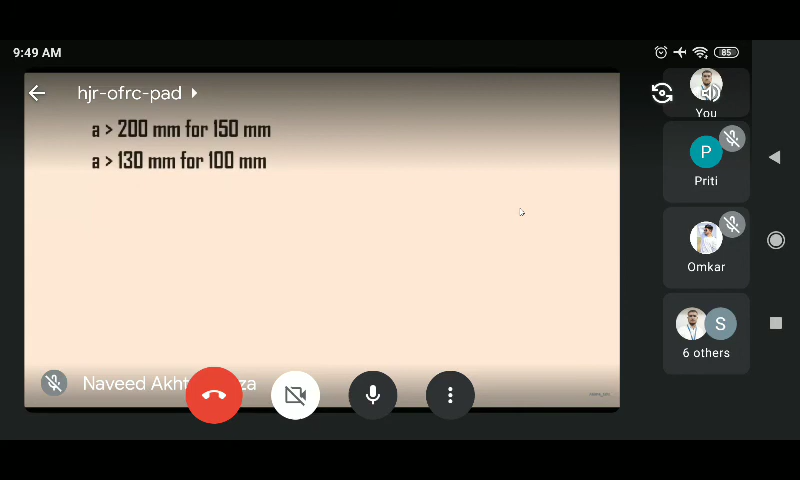 9:49 AM
85
hjr-ofrc-pad
a > 200 mm for 150 mm
a > 130 mm for 100 mm
You
P
Priti
Omkar
S
6 others
Naveed Akht za